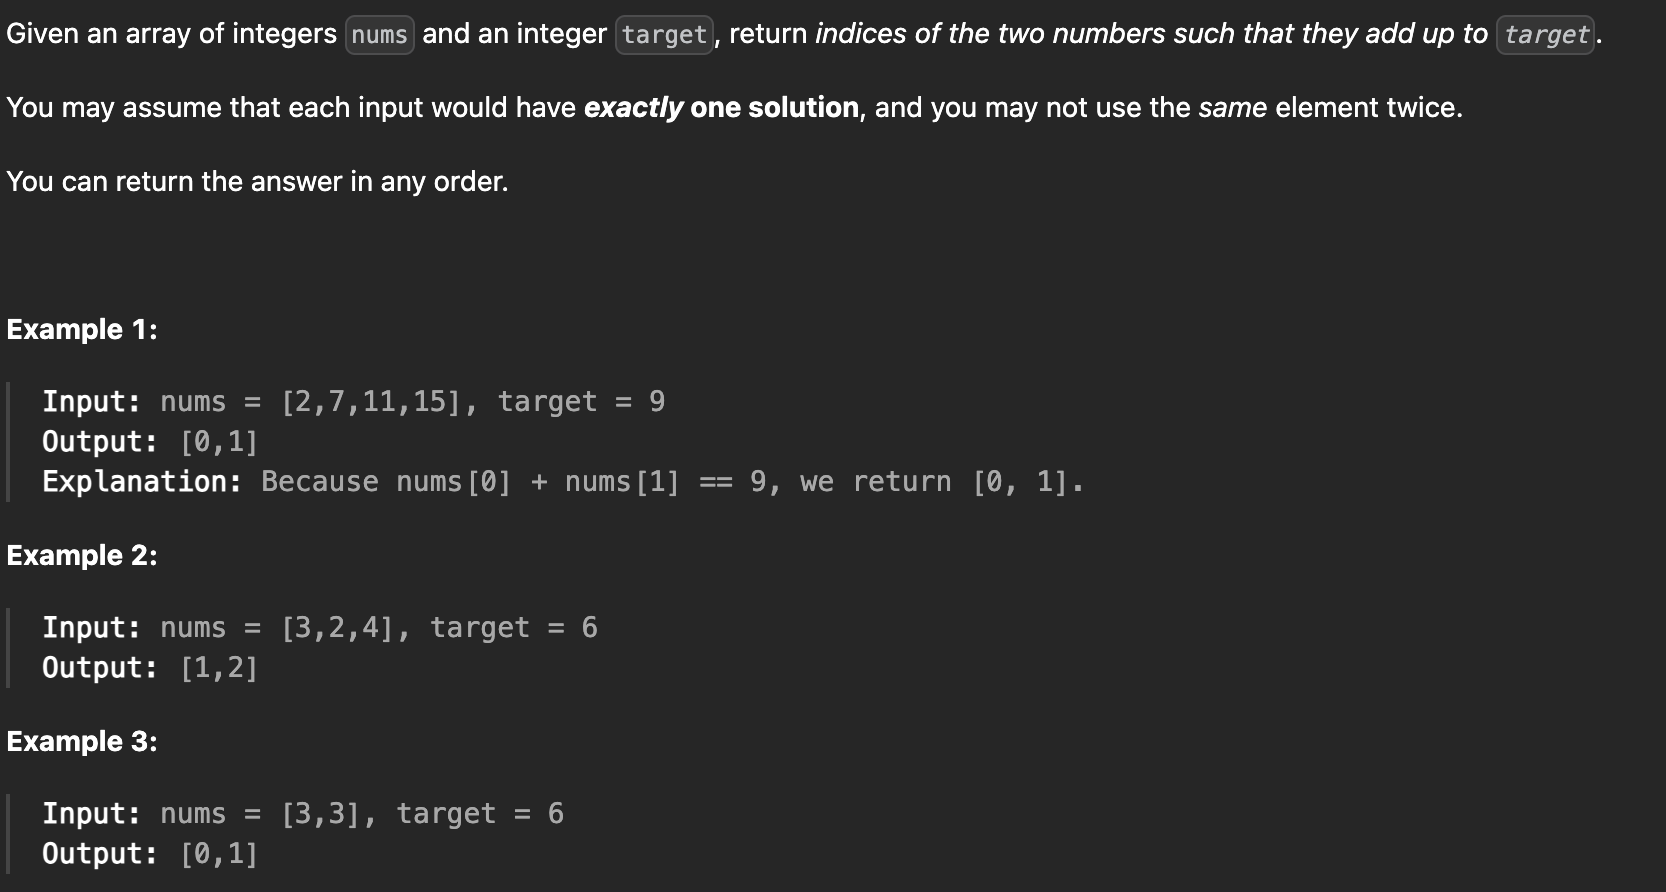 Given an array of integers nums and an integer target, return indices of the two numbers such that they add up to target.
You may assume that each input would have exactly one solution, and you may not use the same element twice.
You can return the answer in any order.
Example 1:
Input: nums = [2,7,11,15], target = 9
Output: [0,1]
Explanation: Because nums[0] + nums[1] == 9, we return [0, 1].
Example 2:
Input: nums = [3,2,4], target = 6
Output: [1,2]
Example 3:
Input: nums = [3,3], target = 6
Output: [0,1]